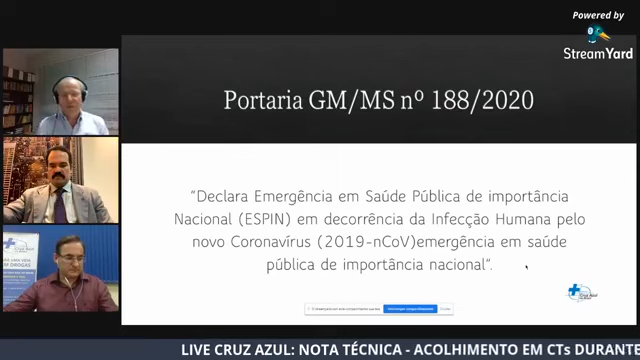 Powered by
StreamYard
Portaria GM/MS nº 188/2020
“Declara Emergência em Saúde Pública de importância
Nacional (ESPIN) em decorrência da Infecção Humana pelo
novo Coronavírus (2019-nCoV)emergência em saúde
pública de importância nacional”.
Cruz Azul
LIVE CRUZ AZUL: NOTA TÉCNICA - ACOLHIMENTO EM CTs DURANTE